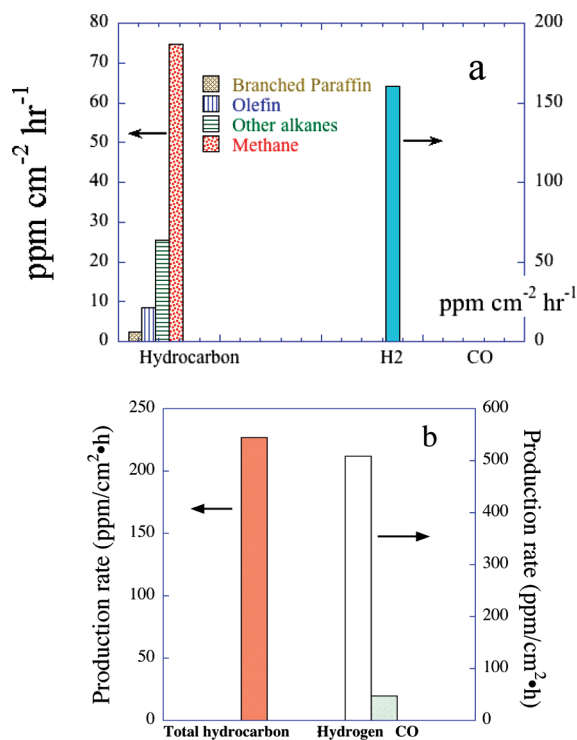 80
70
60
50
40
30
20
10
0
ppm cm-2 hr-1
a
Branched Paraffin
Olefin
Other alkanes
Methane
200
150
100
50
0
ppm cm-2 hr-1
Hydrocarbon H2 CO
250
200
150
100
50
0
Production rate (ppm/cm2•h)
b
600
500
400
300
200
100
0
Production rate (ppm/cm2•h)
Total hydrocarbon Hydrogen CO